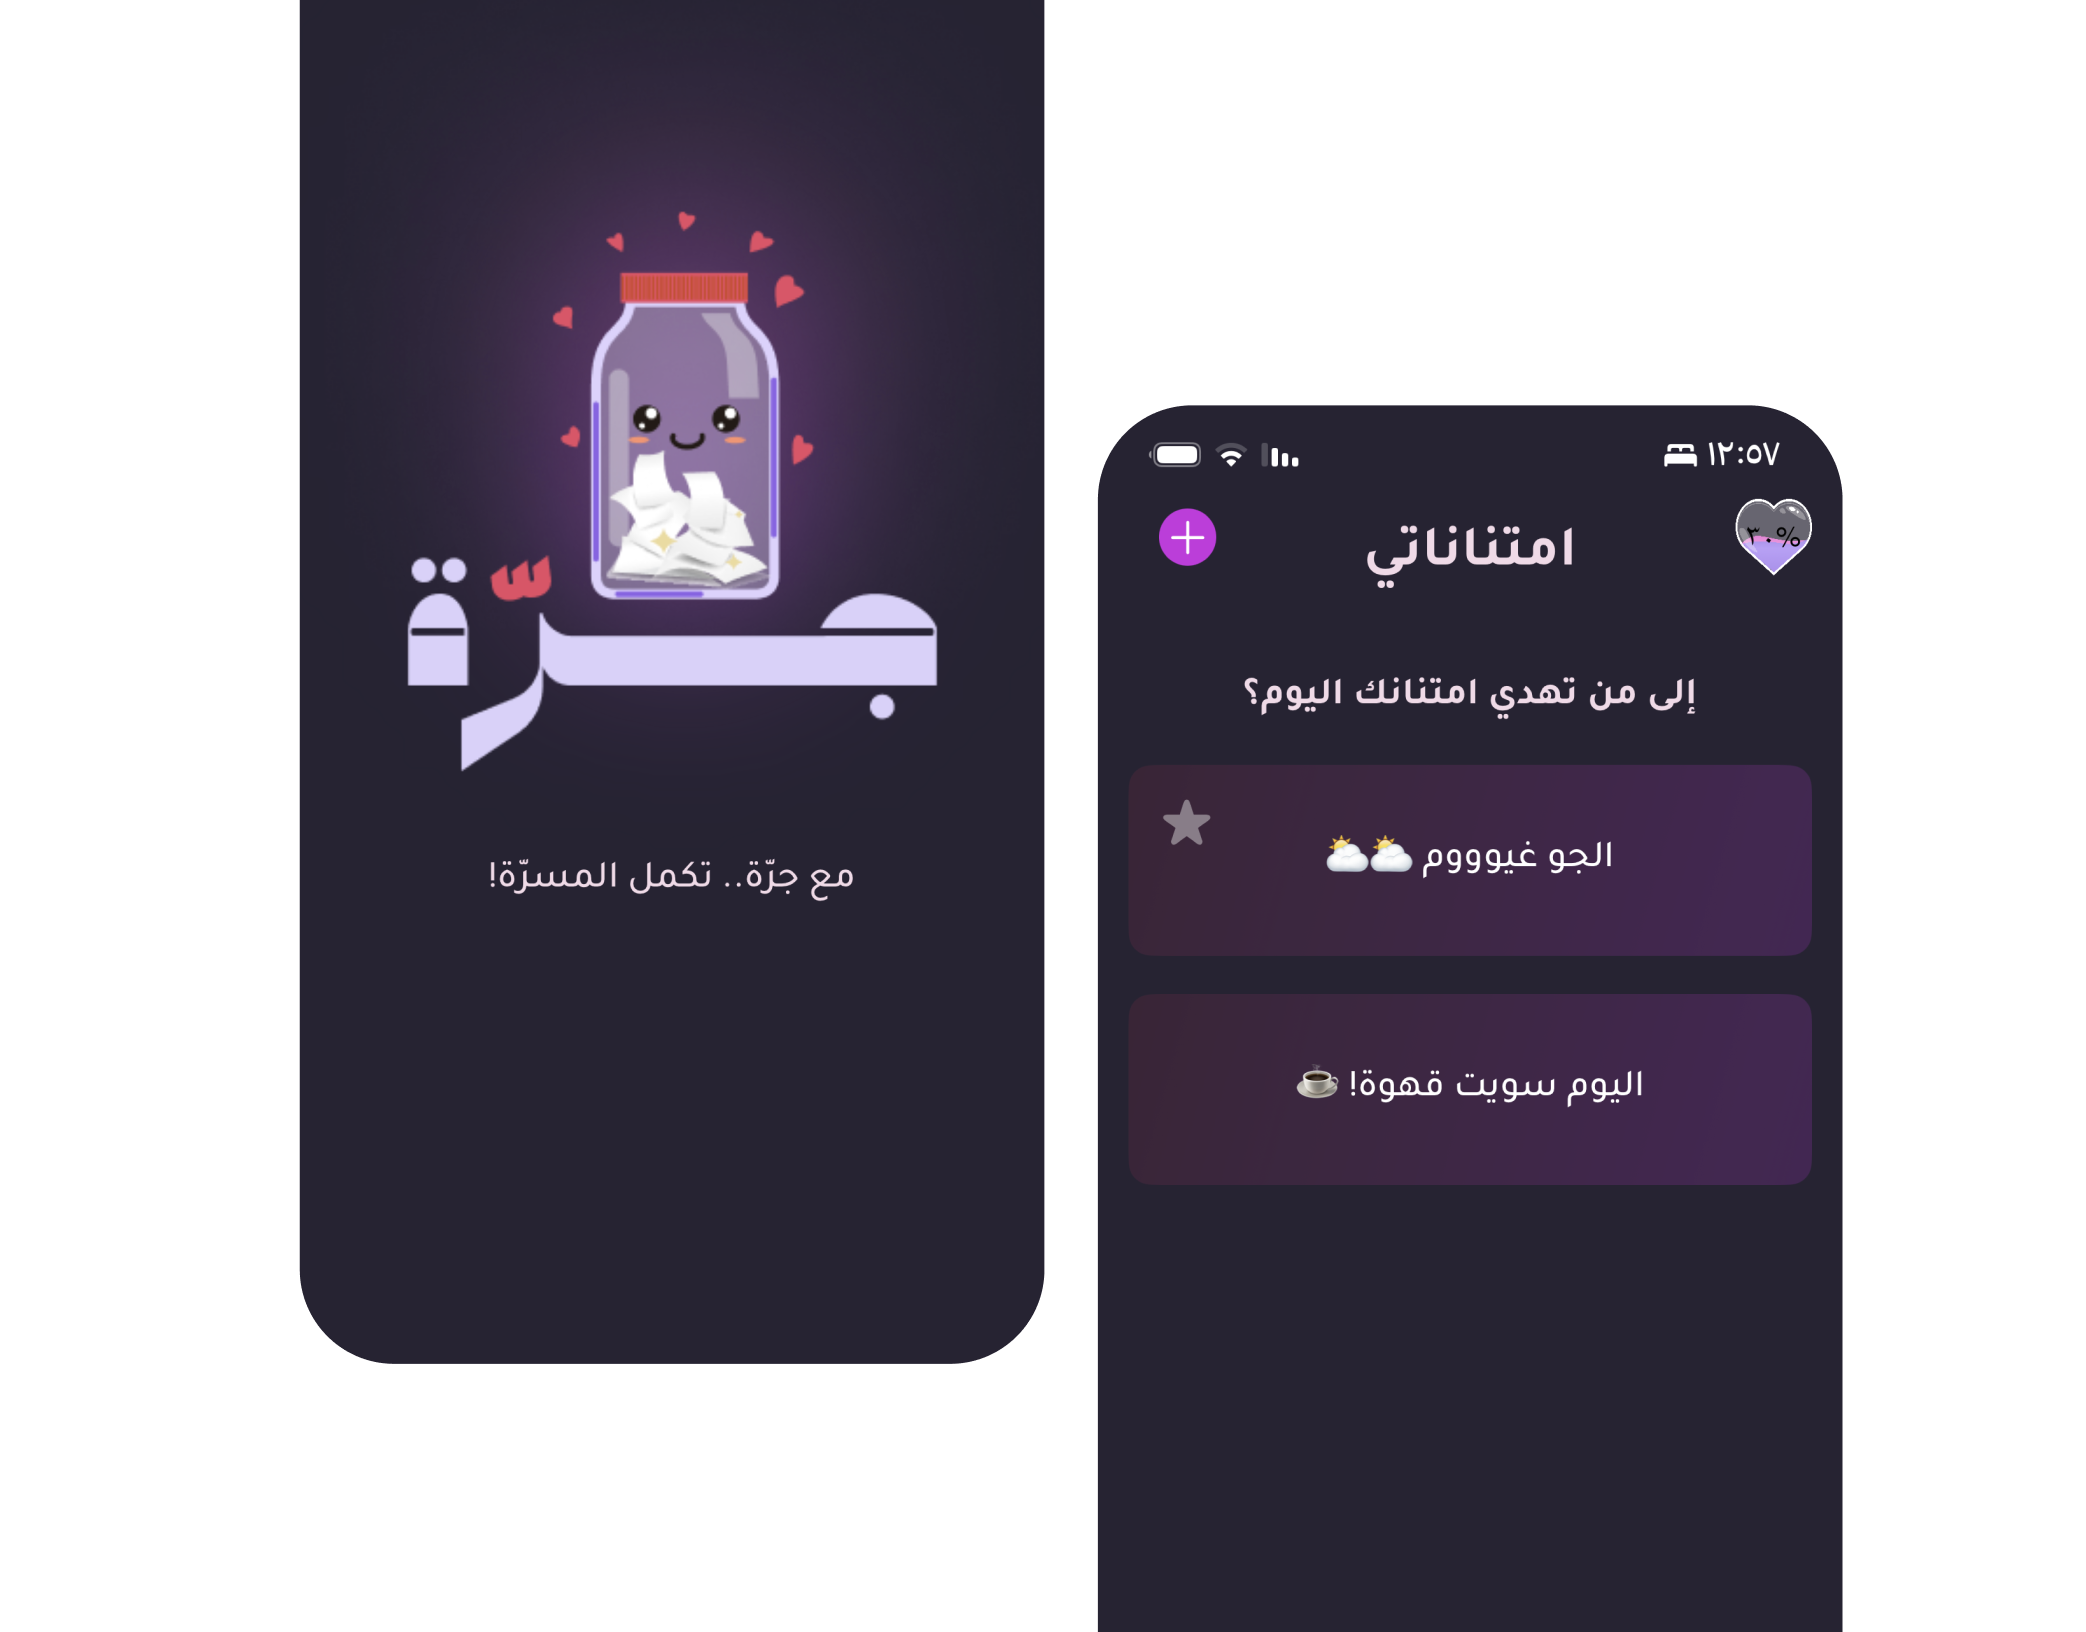 جرّة
مع جرّة.. تكمل المسرّة!
١٢:٥٧
٣٠%
امتناناتي
إلى من تهدي امتنانك اليوم؟
الجو غيوووم ⛅⛅
اليوم سويت قهوة! ☕